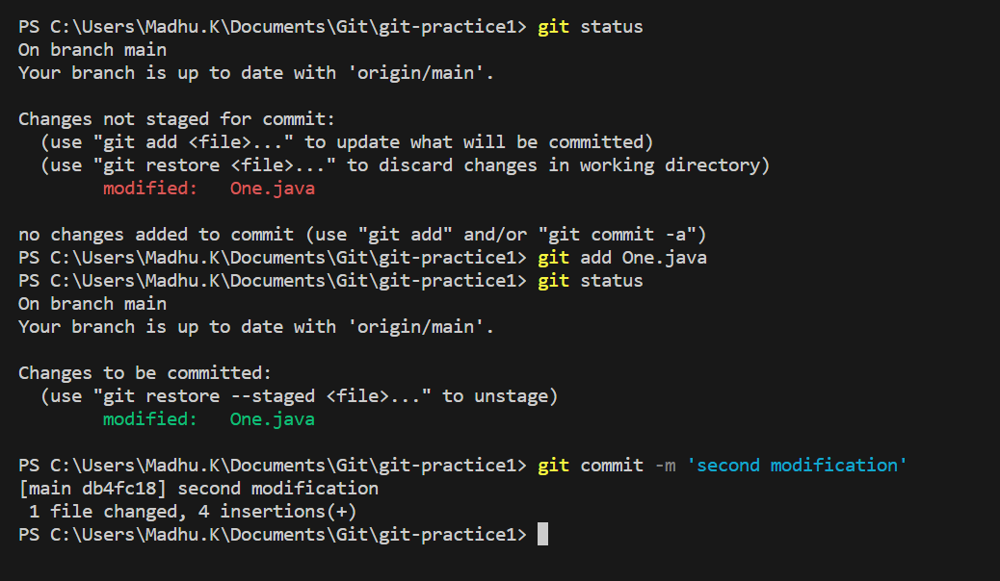 PS C:\Users\Madhu.K\Documents\Git\git-practice1> git status
On branch main
Your branch is up to date with 'origin/main'.

Changes not staged for commit:
  (use "git add <file>..." to update what will be committed)
  (use "git restore <file>..." to discard changes in working directory)
        modified:   One.java

no changes added to commit (use "git add" and/or "git commit -a")
PS C:\Users\Madhu.K\Documents\Git\git-practice1> git add One.java
PS C:\Users\Madhu.K\Documents\Git\git-practice1> git status
On branch main
Your branch is up to date with 'origin/main'.

Changes to be committed:
  (use "git restore --staged <file>..." to unstage)
        modified:   One.java

PS C:\Users\Madhu.K\Documents\Git\git-practice1> git commit -m 'second modification'
[main db4fc18] second modification
 1 file changed, 4 insertions(+)
PS C:\Users\Madhu.K\Documents\Git\git-practice1>